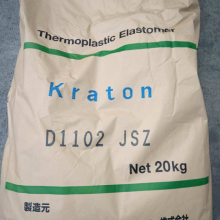 Thermoplastic Elastomer
Kraton
D1102 JSZ
Net 20kg
製造元